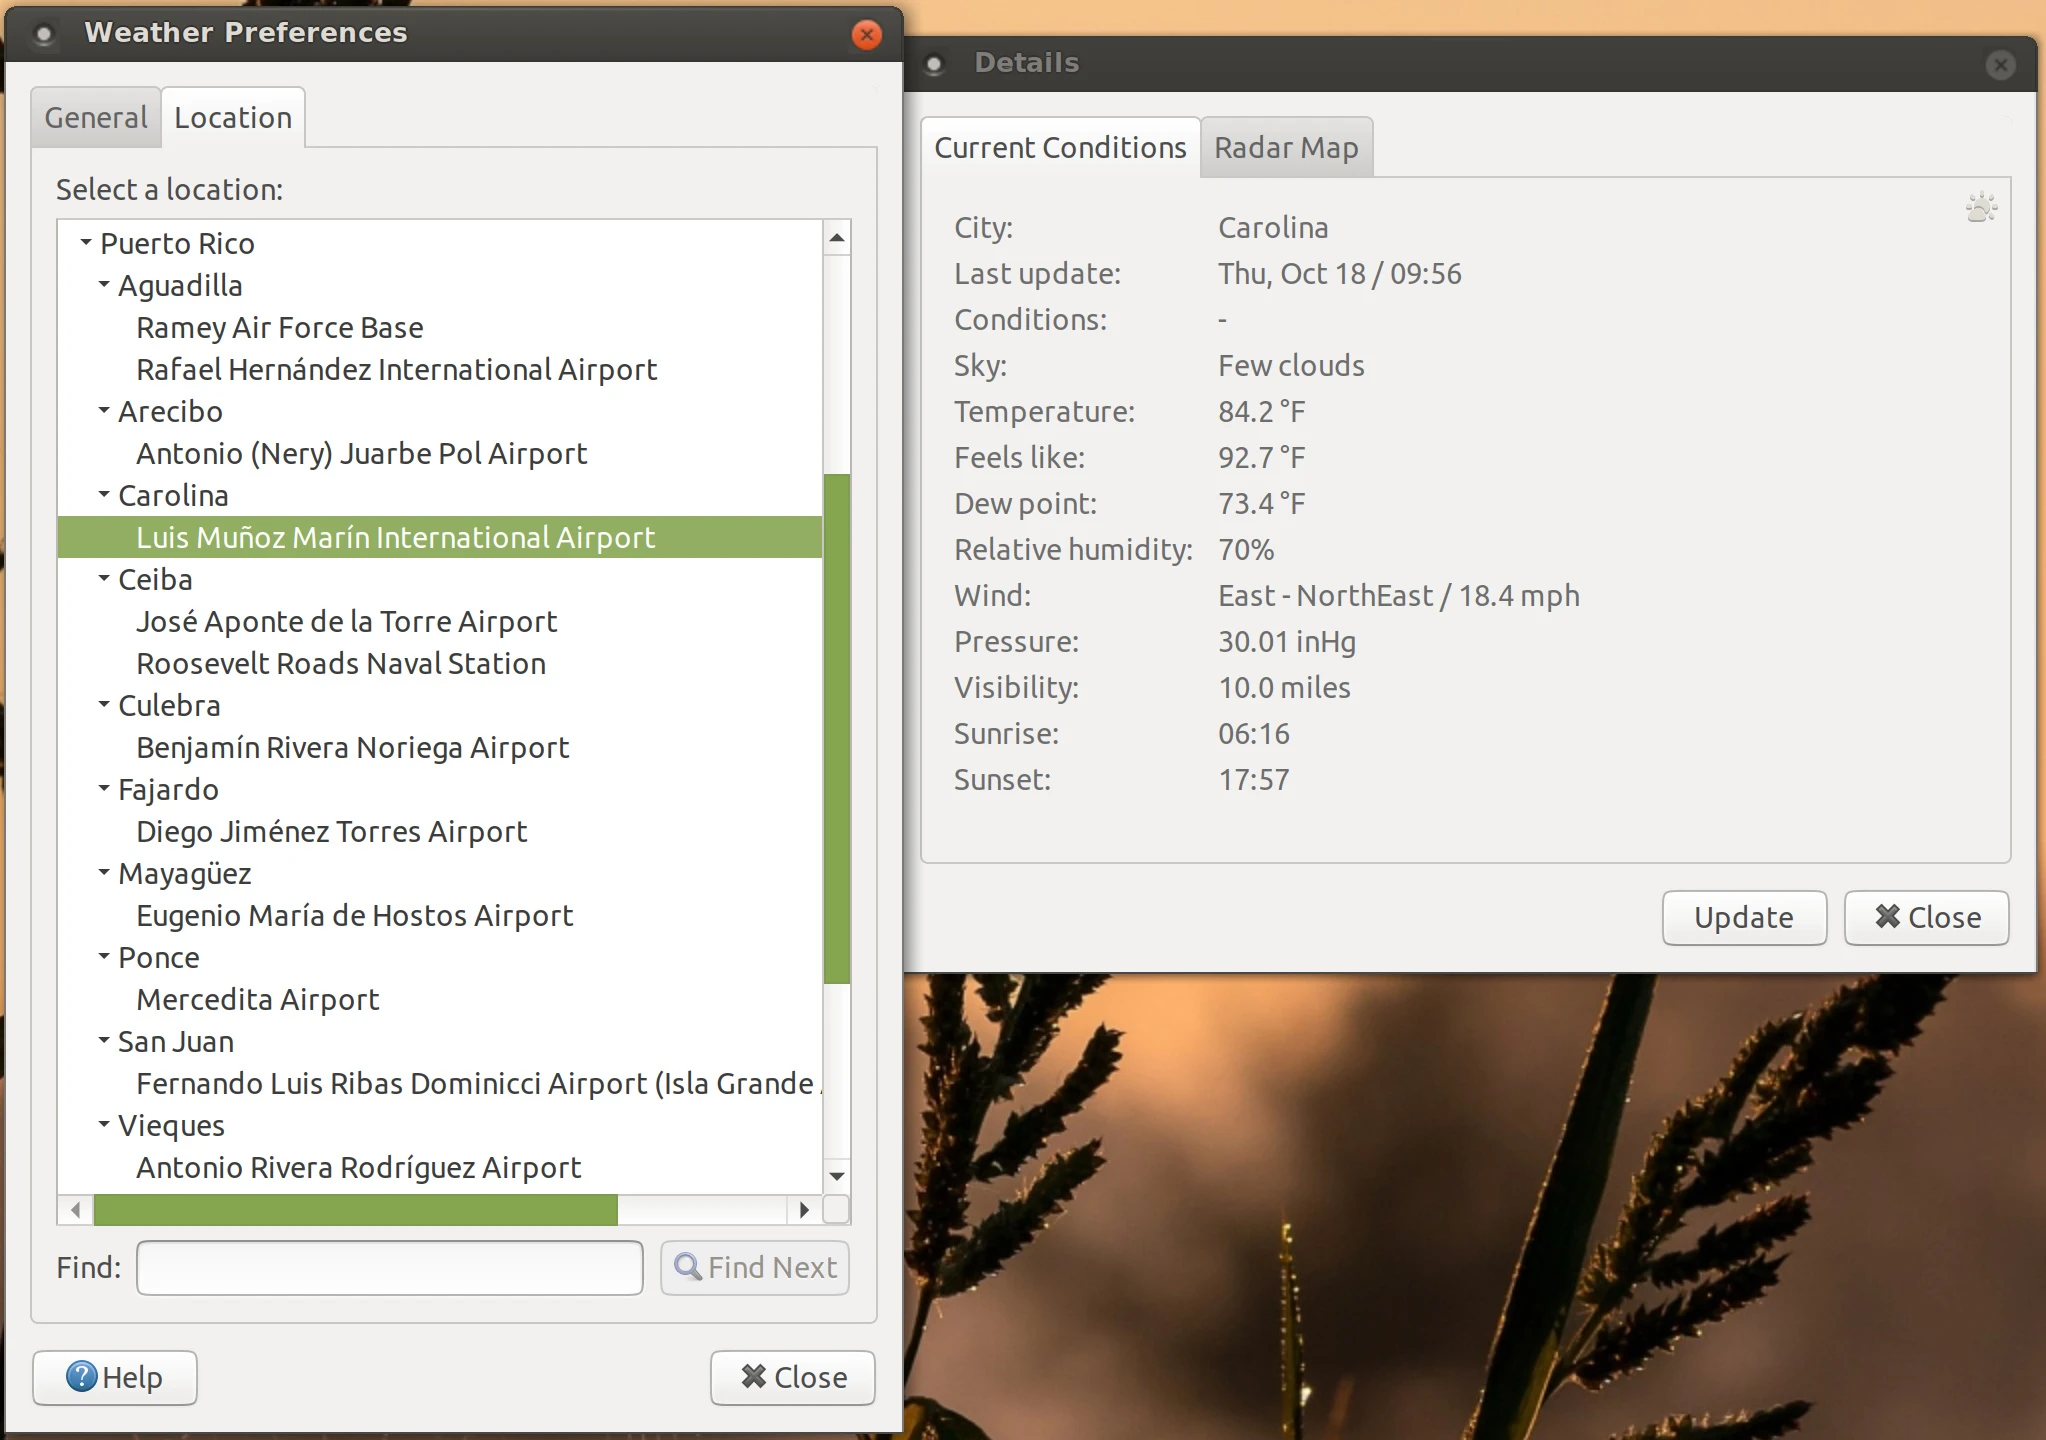 Weather Preferences
General
Location
Select a location:
Puerto Rico
Aguadilla
Ramey Air Force Base
Rafael Hernández International Airport
Arecibo
Antonio (Nery) Juarbe Pol Airport
Carolina
Luis Muñoz Marín International Airport
Ceiba
José Aponte de la Torre Airport
Roosevelt Roads Naval Station
Culebra
Benjamín Rivera Noriega Airport
Fajardo
Diego Jiménez Torres Airport
Mayagüez
Eugenio María de Hostos Airport
Ponce
Mercedita Airport
San Juan
Fernando Luis Ribas Dominicci Airport (Isla Grande
Vieques
Antonio Rivera Rodríguez Airport
Find:
Find Next
Help
Close
Details
Current Conditions
Radar Map
City: Carolina
Last update: Thu, Oct 18 / 09:56
Conditions: -
Sky: Few clouds
Temperature: 84.2 °F
Feels like: 92.7 °F
Dew point: 73.4 °F
Relative humidity: 70%
Wind: East - NorthEast / 18.4 mph
Pressure: 30.01 inHg
Visibility: 10.0 miles
Sunrise: 06:16
Sunset: 17:57
Update
Close